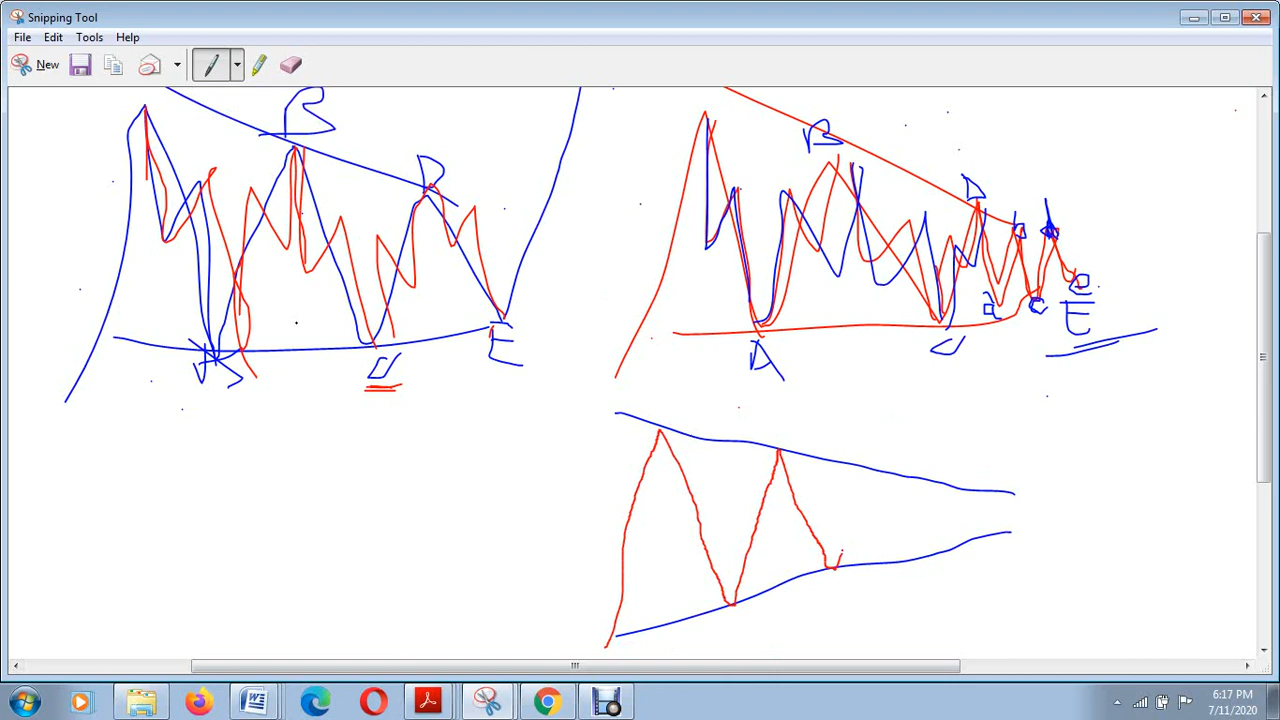 Snipping Tool
File Edit Tools Help
New
B
D
A
E
B
D
A
E
6:17 PM
7/11/2020